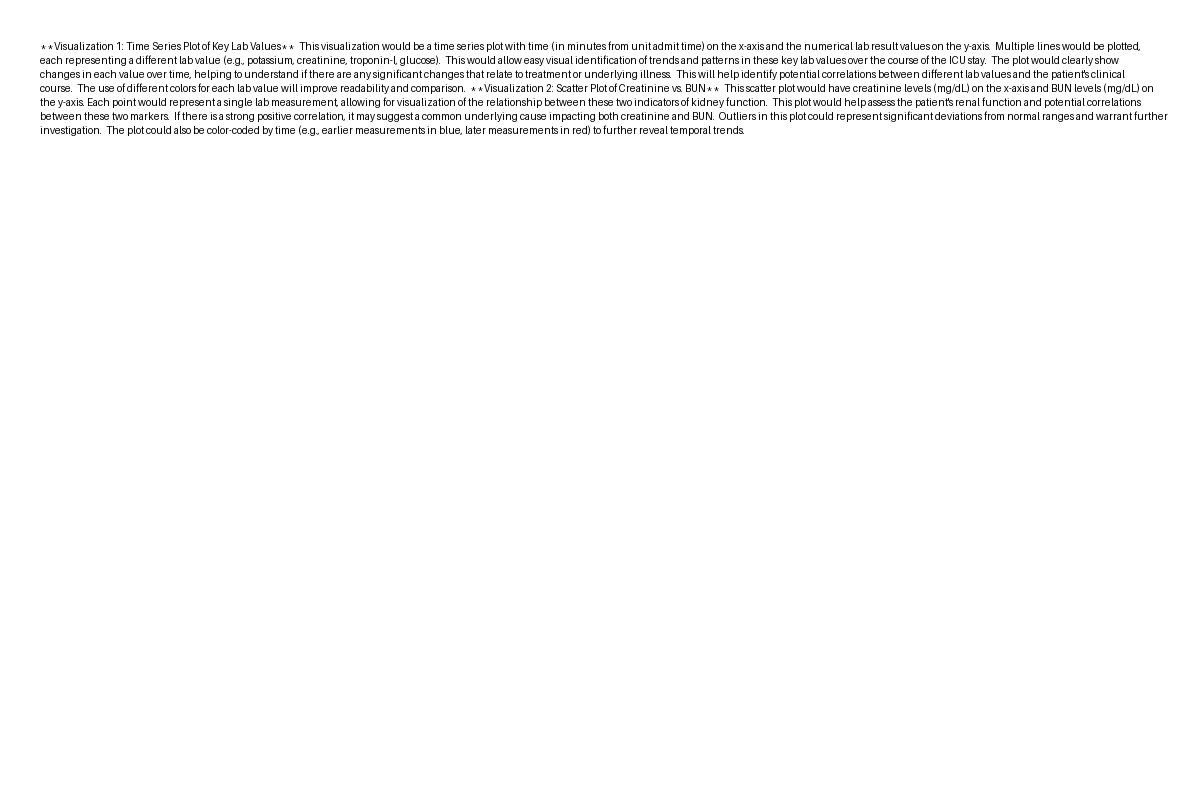 **Visualization 1: Time Series Plot of Key Lab Values** This visualization would be a time series plot with time (in minutes from unit admit time) on the x-axis and the numerical lab result values on the y-axis. Multiple lines would be plotted,
each representing a different lab value (e.g., potassium, creatinine, troponin-I, glucose). This would allow easy visual identification of trends and patterns in these key lab values over the course of the ICU stay. The plot would clearly show
changes in each value over time, helping to understand if there are any significant changes that relate to treatment or underlying illness. This will help identify potential correlations between different lab values and the patient's clinical
course. The use of different colors for each lab value will improve readability and comparison. **Visualization 2: Scatter Plot of Creatinine vs. BUN** This scatter plot would have creatinine levels (mg/dL) on the x-axis and BUN levels (mg/dL) on
the y-axis. Each point would represent a single lab measurement, allowing for visualization of the relationship between these two indicators of kidney function. This plot would help assess the patient's renal function and potential correlations
between these two markers. If there is a strong positive correlation, it may suggest a common underlying cause impacting both creatinine and BUN. Outliers in this plot could represent significant deviations from normal ranges and warrant further
investigation. The plot could also be color-coded by time (e.g., earlier measurements in blue, later measurements in red) to further reveal temporal trends.